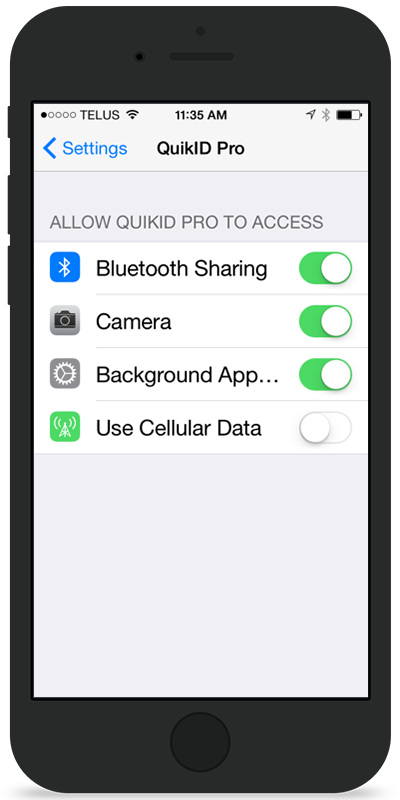 TELUS 11:35 AM
Settings QuikID Pro
ALLOW QUIKID PRO TO ACCESS
Bluetooth Sharing
Camera
Background App...
Use Cellular Data